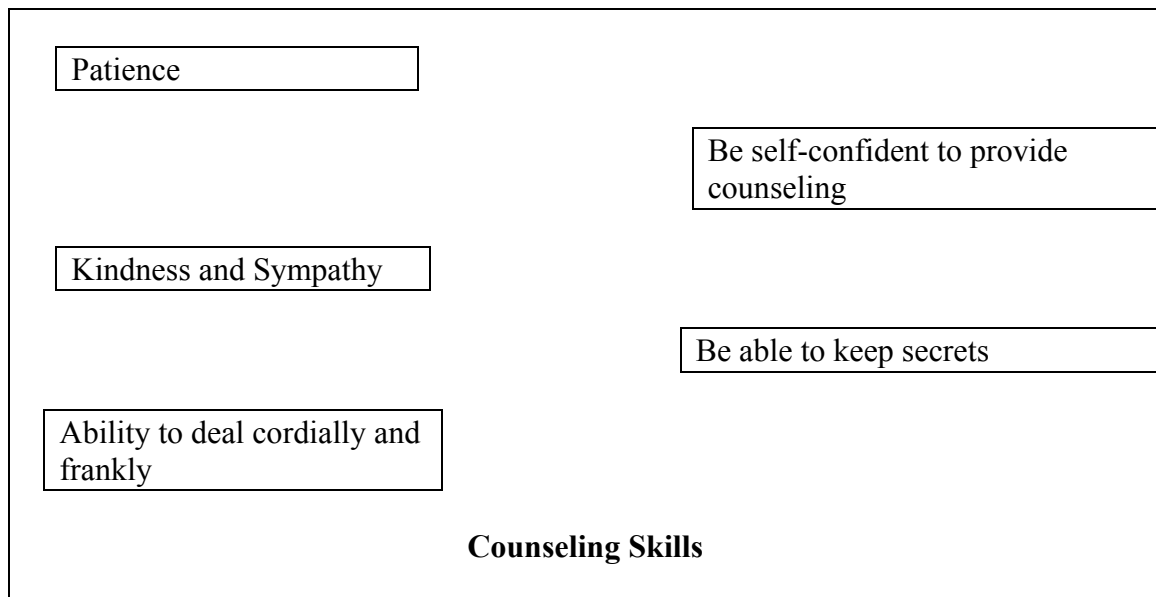 Patience
Be self-confident to provide
counseling
Kindness and Sympathy
Be able to keep secrets
Ability to deal cordially and
frankly
Counseling Skills